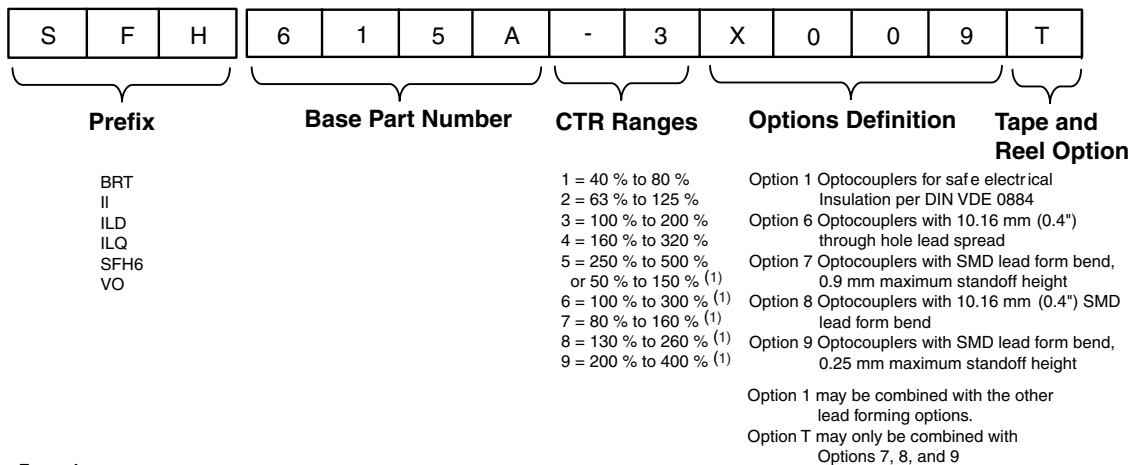 S F H 6 1 5 A - 3 X 0 0 9 T
Prefix
Base Part Number
CTR Ranges
Options Definition
Tape and
Reel Option
BRT
II
ILD
ILQ
SFH6
VO
1 = 40 % to 80 %
2 = 63 % to 125 %
3 = 100 % to 200 %
4 = 160 % to 320 %
5 = 250 % to 500 %
or 50 % to 150 % (1)
6 = 100 % to 300 % (1)
7 = 80 % to 160 % (1)
8 = 130 % to 260 % (1)
9 = 200 % to 400 % (1)
Option 1 Optocouplers for safe electrical
Insulation per DIN VDE 0884
Option 6 Optocouplers with 10.16 mm (0.4")
through hole lead spread
Option 7 Optocouplers with SMD lead form bend,
0.9 mm maximum standoff height
Option 8 Optocouplers with 10.16 mm (0.4") SMD
lead form bend
Option 9 Optocouplers with SMD lead form bend,
0.25 mm maximum standoff height
Option 1 may be combined with the other
lead forming options.
Option T may only be combined with
Options 7, 8, and 9